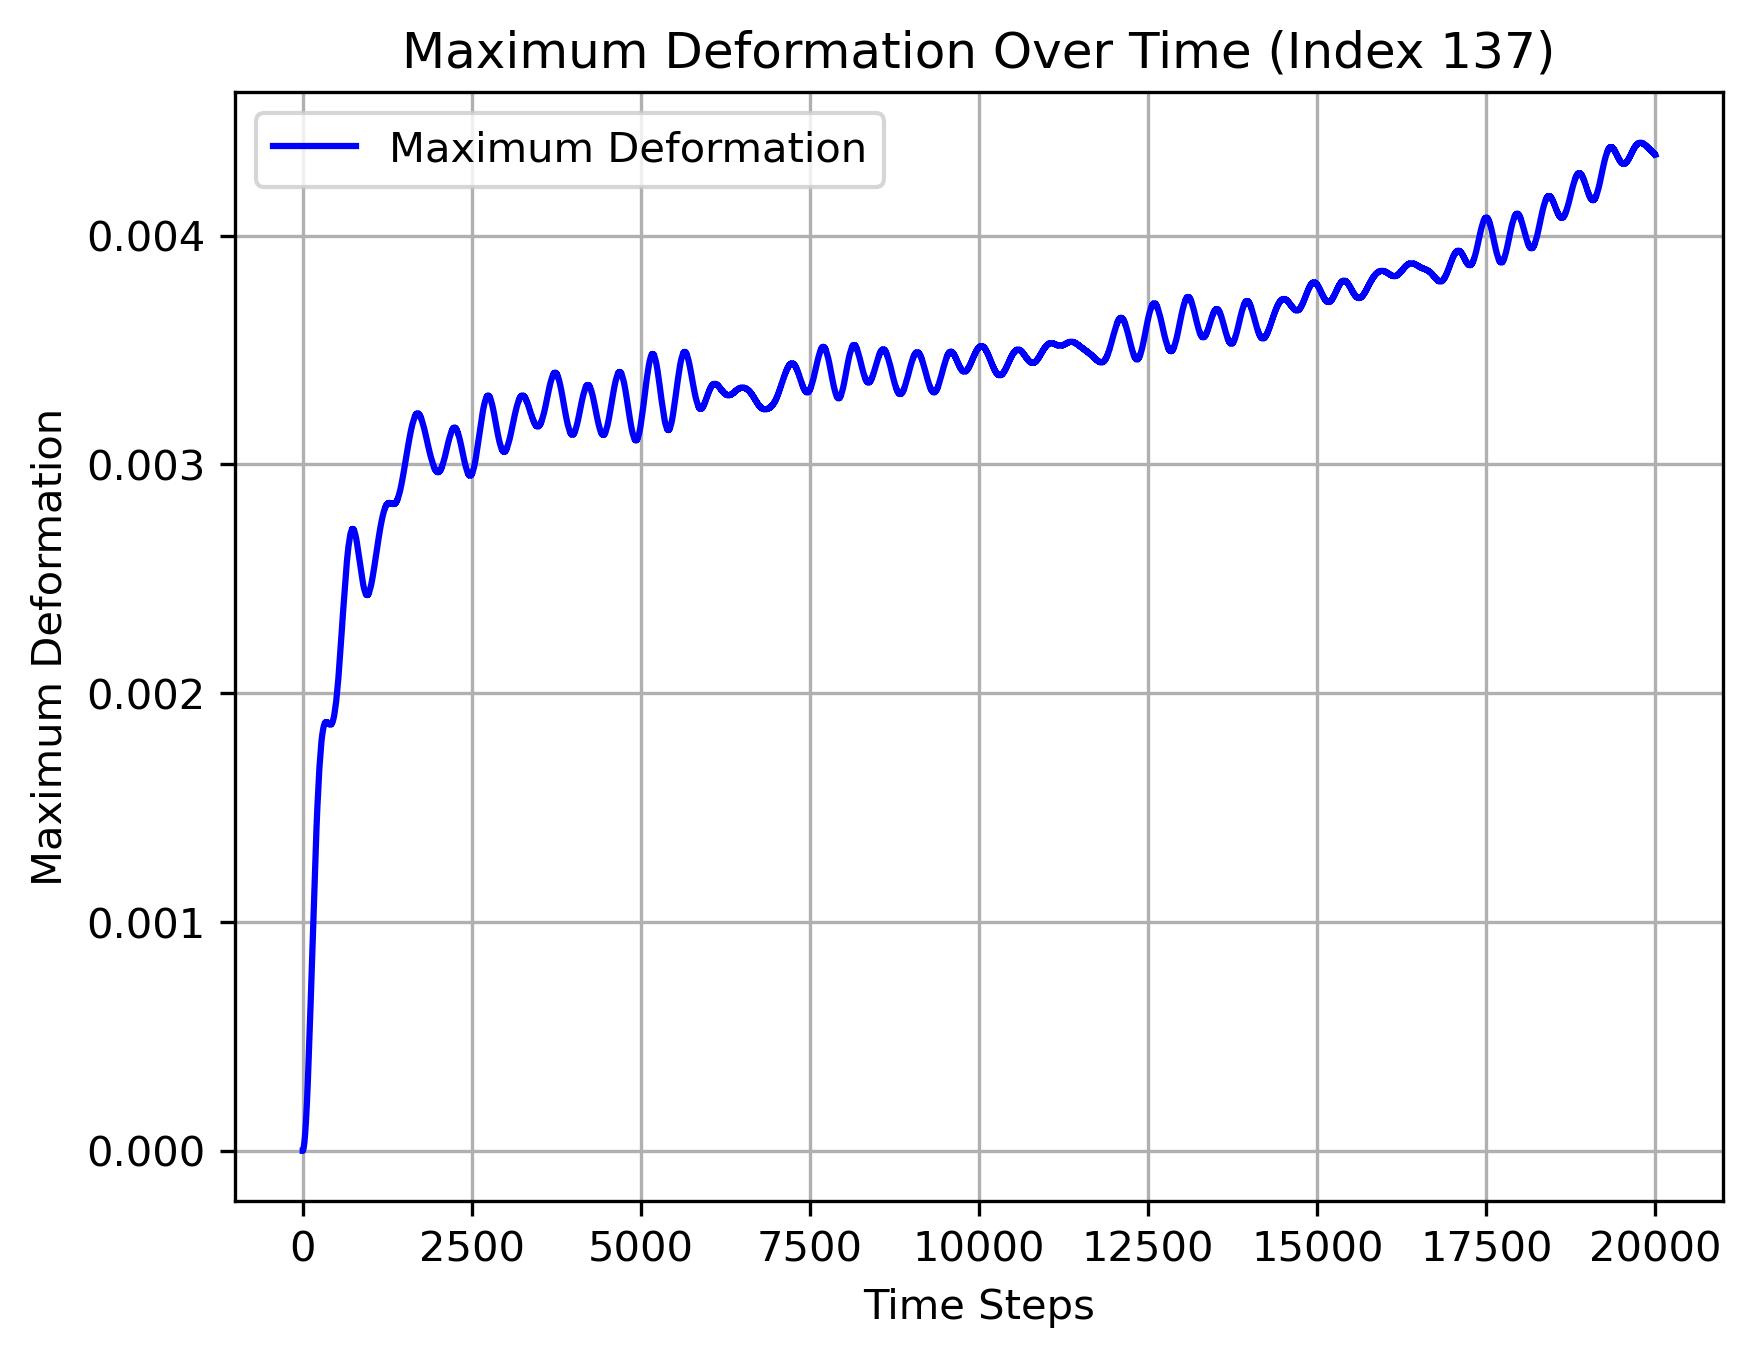 Maximum Deformation Over Time (Index 137)
Maximum Deformation
0.004
0.003
0.002
0.001
0.000
Maximum Deformation
0 2500 5000 7500 10000 12500 15000 17500 20000
Time Steps